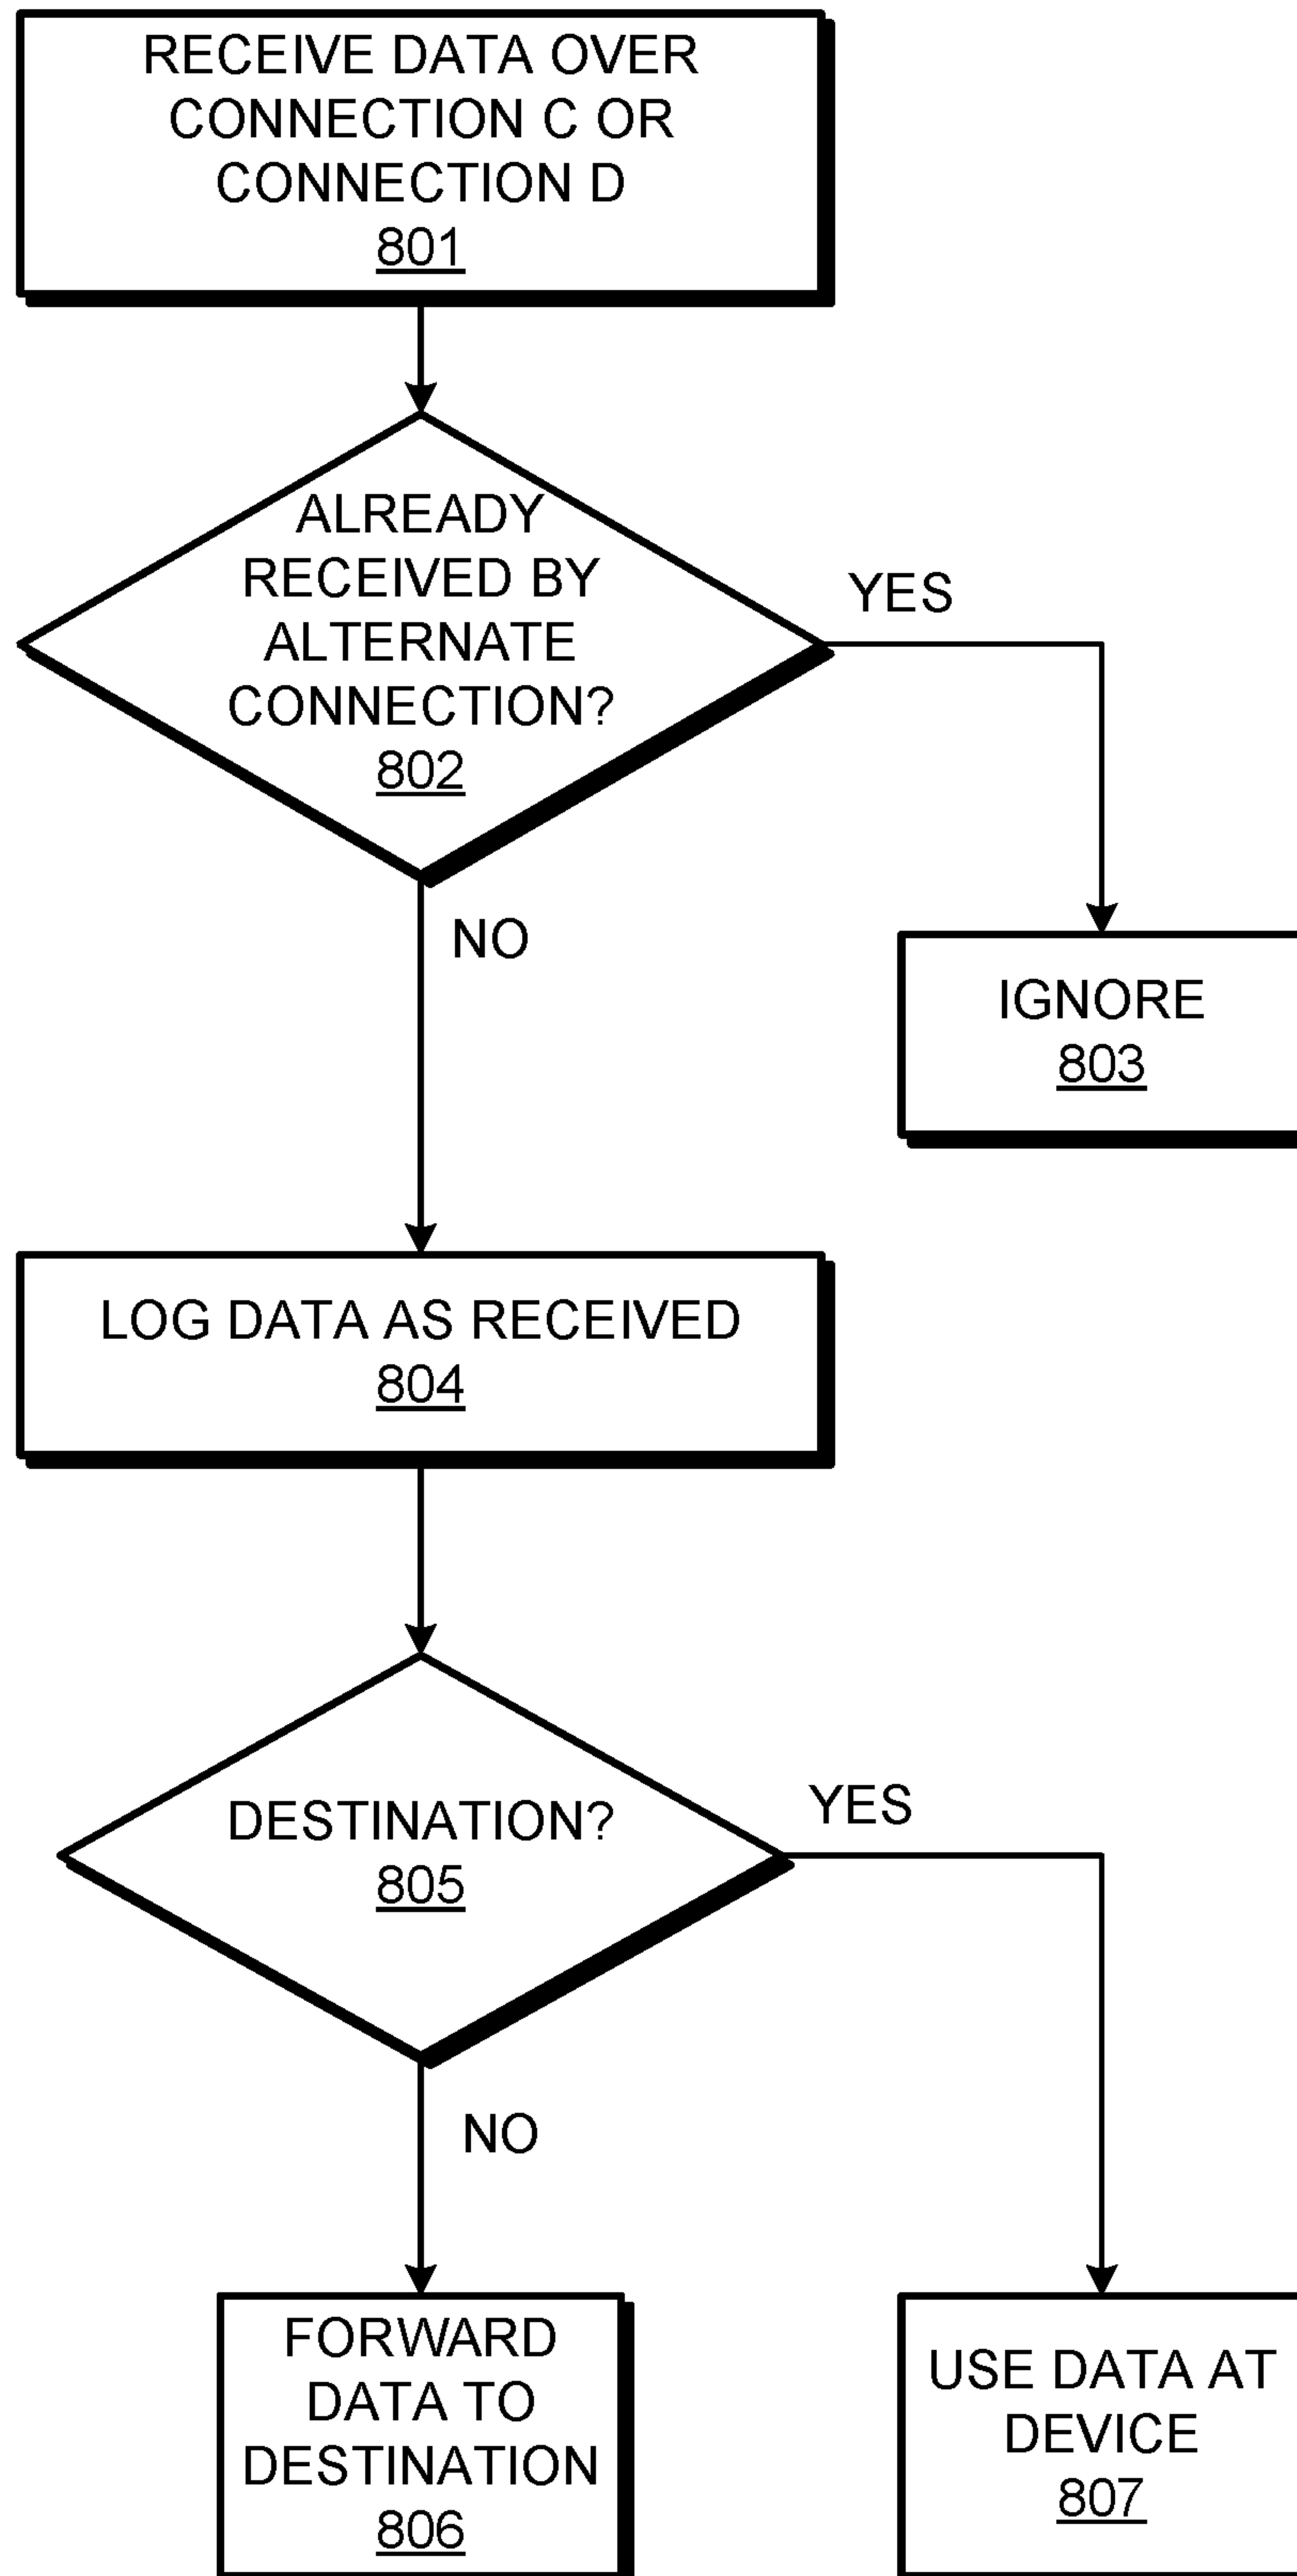 RECEIVE DATA OVER
CONNECTION C OR
CONNECTION D
801
ALREADY
RECEIVED BY
ALTERNATE
CONNECTION?
802
YES
NO
IGNORE
803
LOG DATA AS RECEIVED
804
DESTINATION?
805
YES
NO
FORWARD
DATA TO
DESTINATION
806
USE DATA AT
DEVICE
807